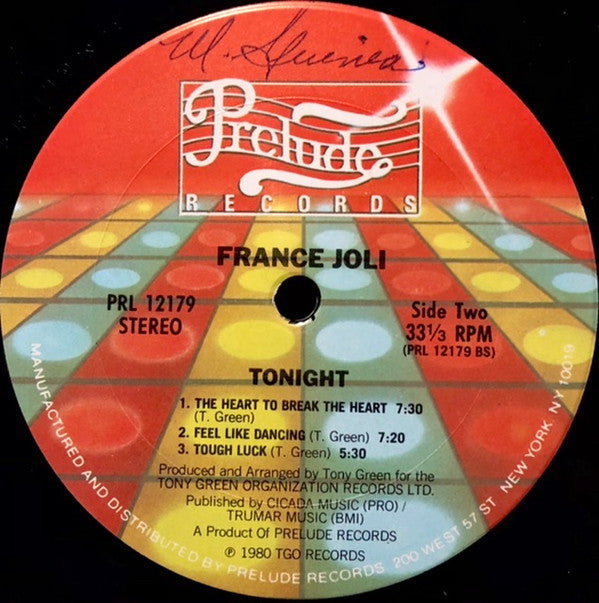 Prelude
RECORDS
FRANCE JOLI
PRL 12179
STEREO
Side Two
33⅓ RPM
(PRL 12179 BS)
TONIGHT
1. THE HEART TO BREAK THE HEART 7:30
(T. Green)
2. FEEL LIKE DANCING (T. Green) 7:20
3. TOUGH LUCK (T. Green) 5:30
Produced and Arranged by Tony Green for the
TONY GREEN ORGANIZATION RECORDS LTD.
Published by CICADA MUSIC (PRO) /
TRUMAR MUSIC (BMI)
A Product Of PRELUDE RECORDS
℗ 1980 TGO RECORDS
MANUFACTURED AND DISTRIBUTED BY PRELUDE RECORDS 200 WEST 57 ST NEW YORK, NY 10019